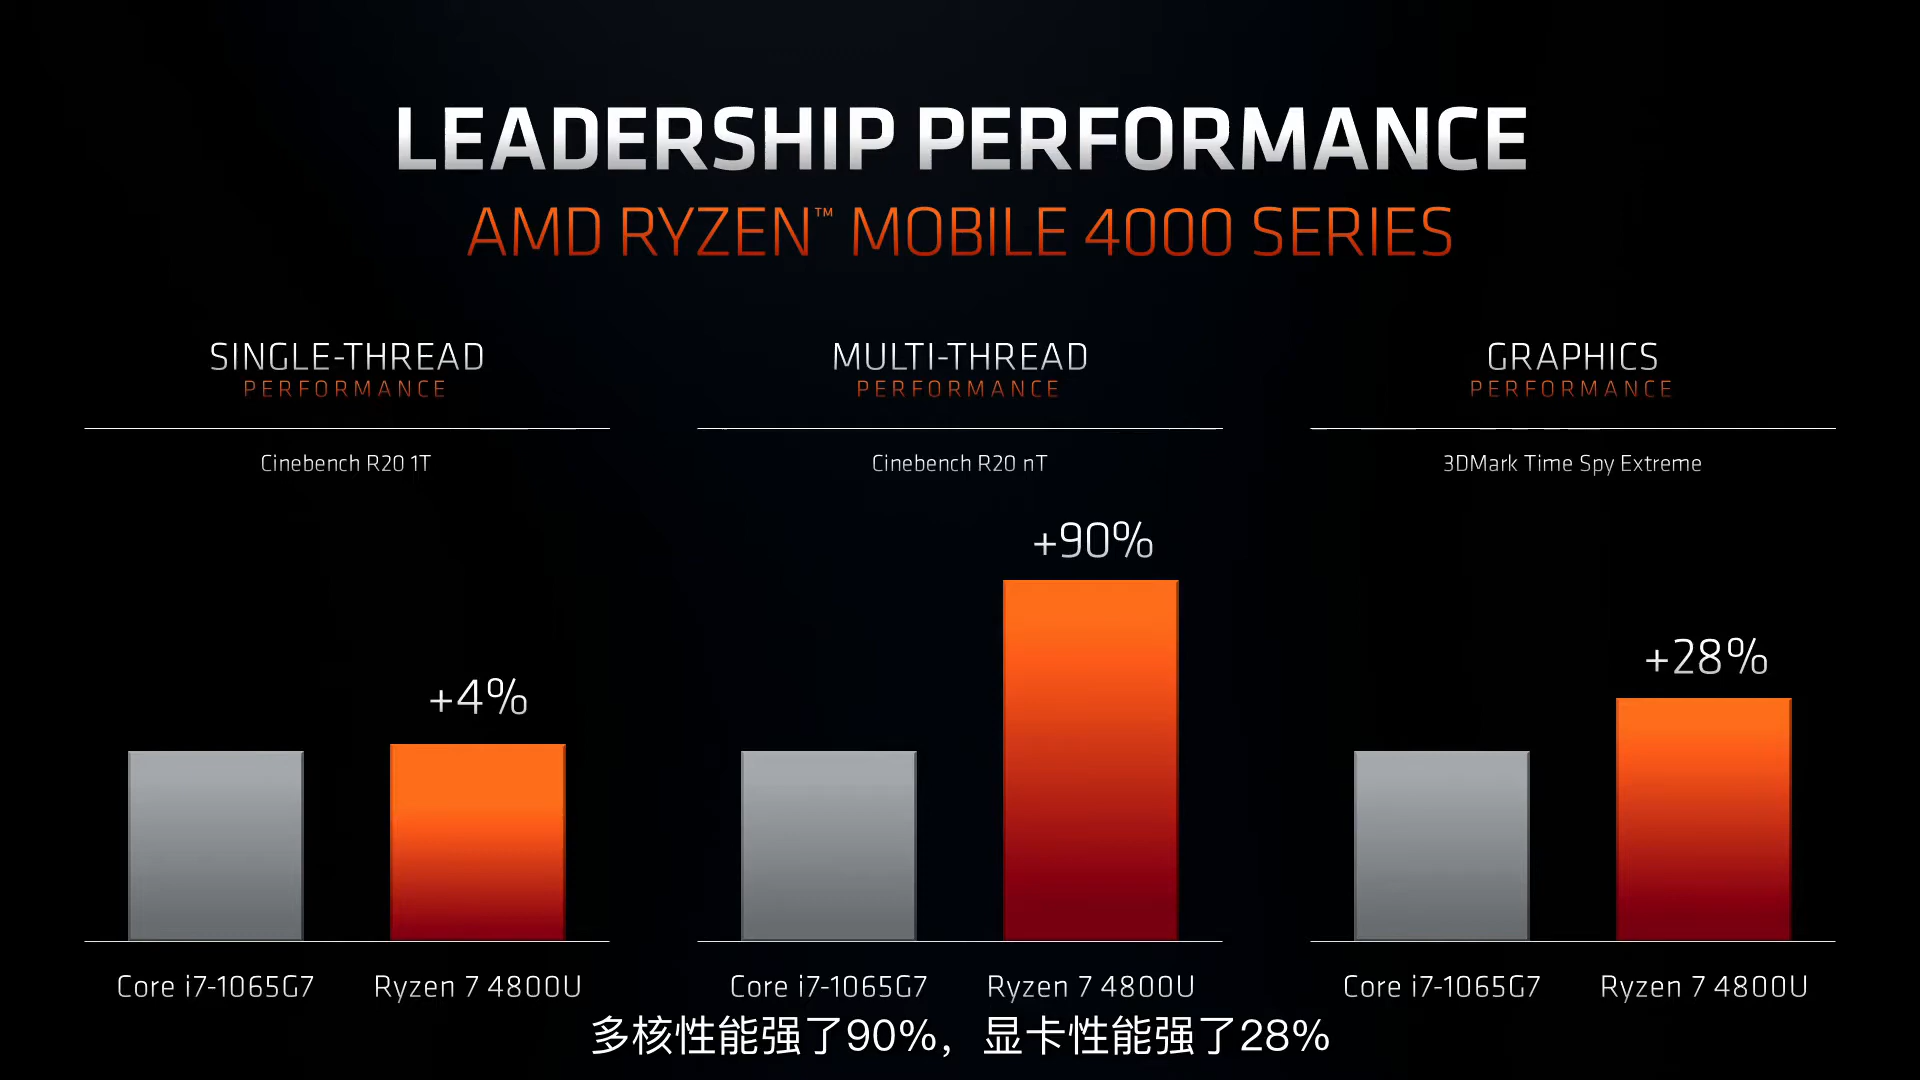 LEADERSHIP PERFORMANCE
AMD RYZEN™ MOBILE 4000 SERIES
SINGLE-THREAD
PERFORMANCE
Cinebench R20 1T
+4%
Core i7-1065G7
Ryzen 7 4800U
MULTI-THREAD
PERFORMANCE
Cinebench R20 nT
+90%
Core i7-1065G7
Ryzen 7 4800U
GRAPHICS
PERFORMANCE
3DMark Time Spy Extreme
+28%
Core i7-1065G7
Ryzen 7 4800U
多核性能强了90%，显卡性能强了28%